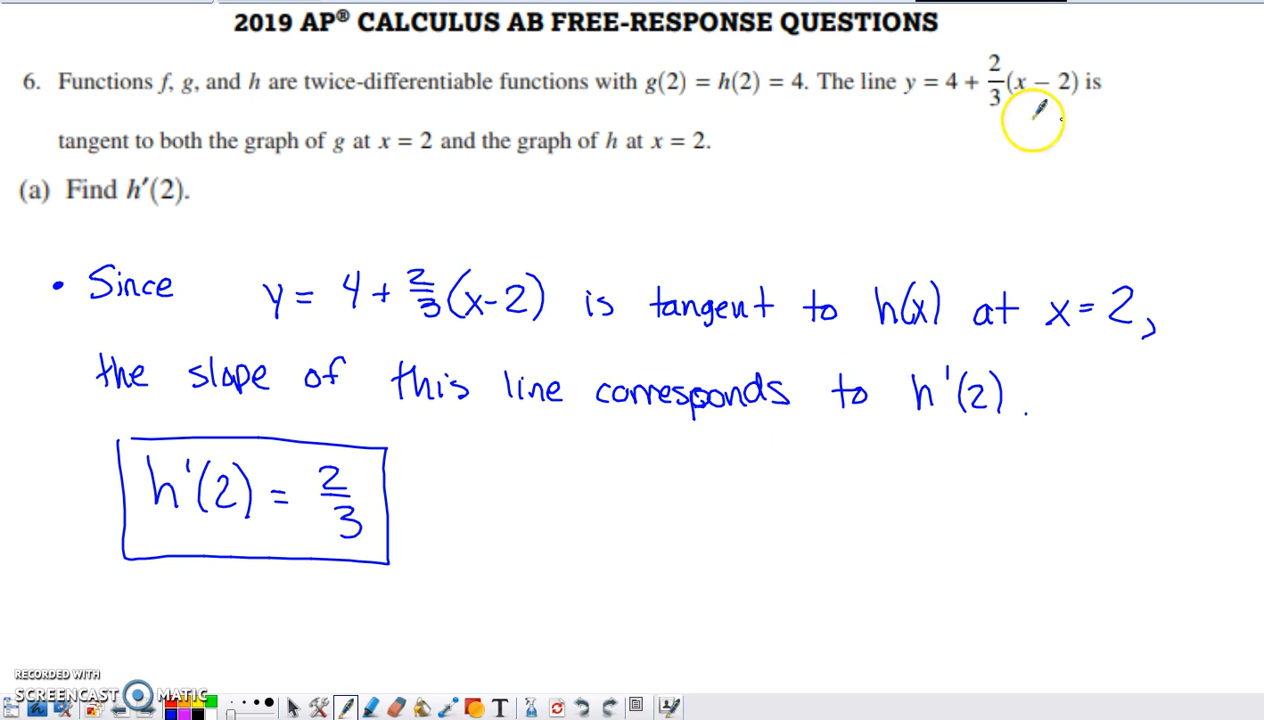 2019 AP® CALCULUS AB FREE-RESPONSE QUESTIONS
6. Functions f, g, and h are twice-differentiable functions with g(2) = h(2) = 4. The line y = 4 + 2/3(x − 2) is
tangent to both the graph of g at x = 2 and the graph of h at x = 2.
(a) Find h′(2).
• Since y = 4 + 2/3(x-2) is tangent to h(x) at x = 2,
the slope of this line corresponds to h'(2).
h'(2) = 2/3
RECORDED WITH
SCREENCAST MATIC